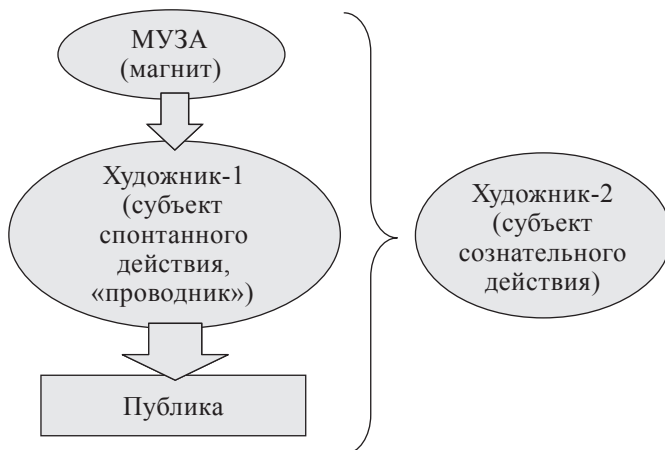 МУЗА
(магнит)
Художник-1
(субъект
спонтанного
действия,
«проводник»)
Публика
Художник-2
(субъект
сознательного
действия)